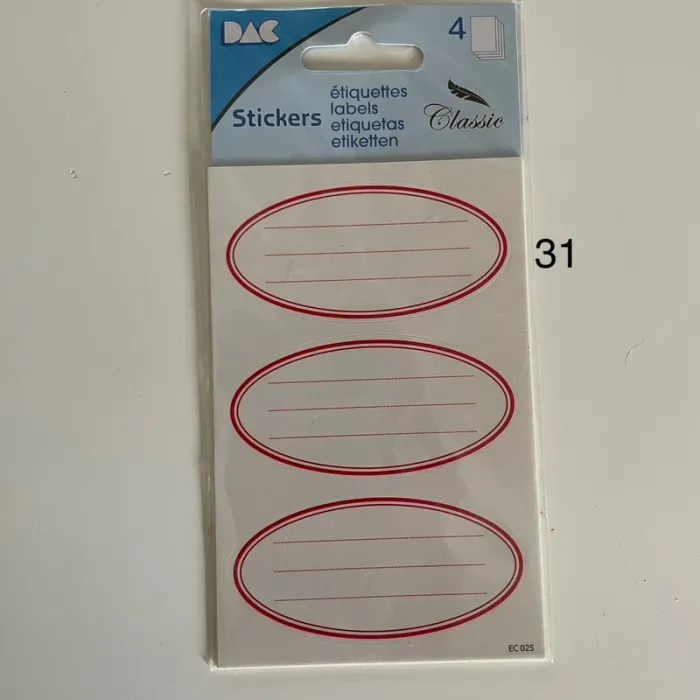 DAC
4
Stickers
étiquettes
labels
etiquetas
etiketten
Classic
31
EC 025